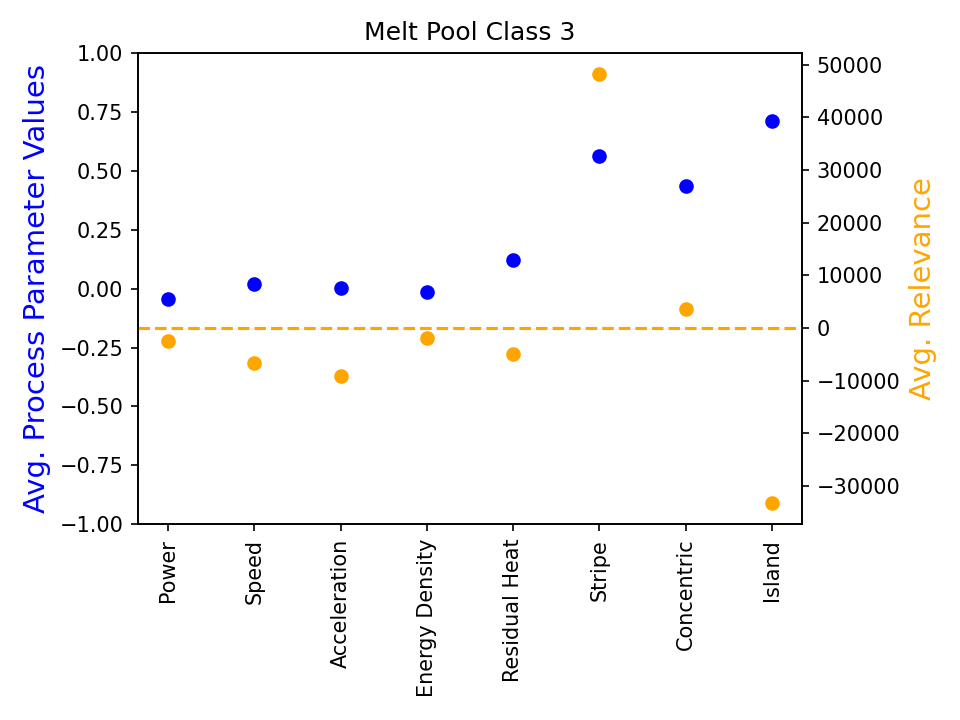 Melt Pool Class 3
Avg. Process Parameter Values
1.00
0.75
0.50
0.25
0.00
−0.25
−0.50
−0.75
−1.00
50000
40000
30000
20000
10000
0
−10000
−20000
−30000
Avg. Relevance
Power
Speed
Acceleration
Energy Density
Residual Heat
Stripe
Concentric
Island